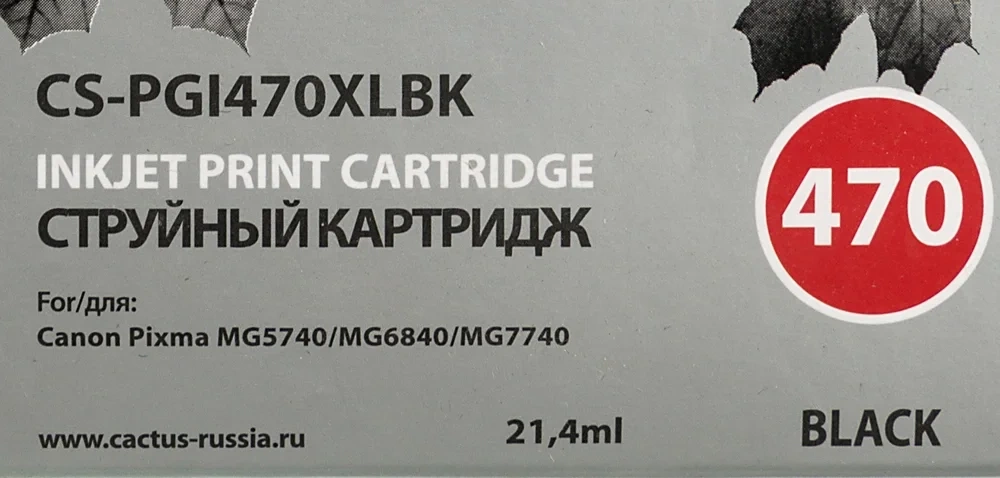 CS-PGI470XLBK
INKJET PRINT CARTRIDGE
СТРУЙНЫЙ КАРТРИДЖ
470
For/для:
Canon Pixma MG5740/MG6840/MG7740
www.cactus-russia.ru
21,4ml
BLACK